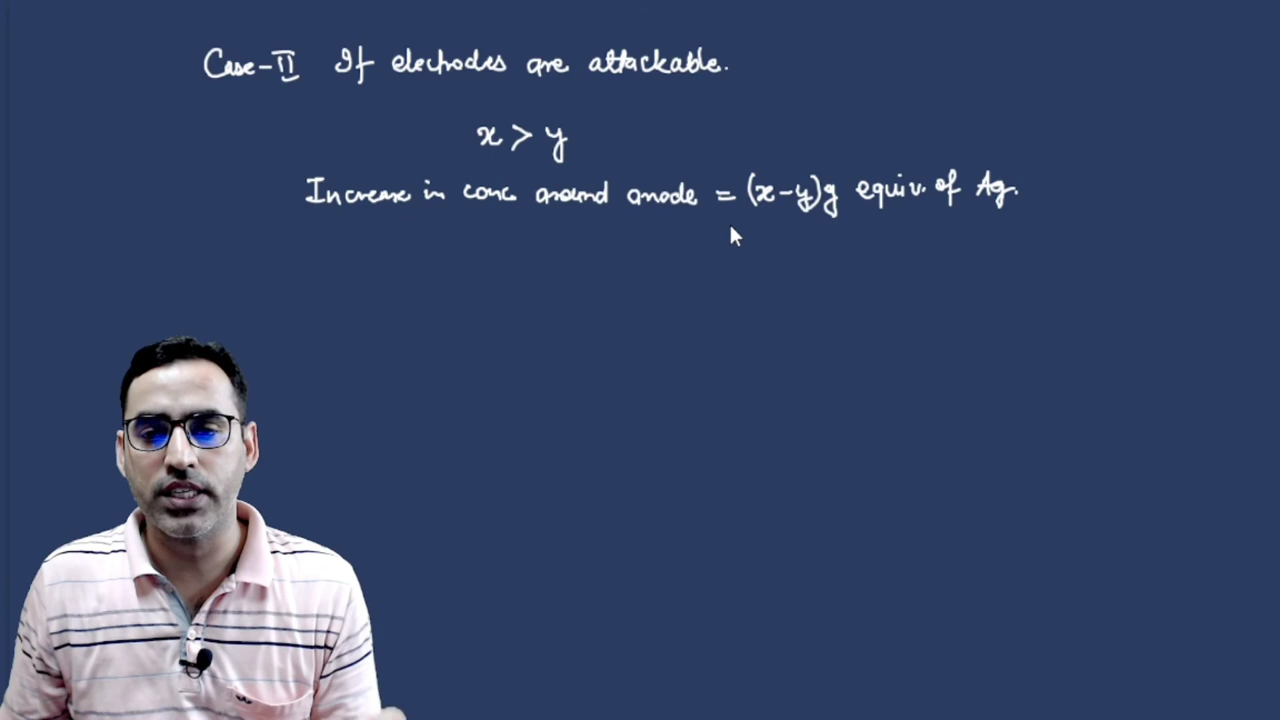 Case-II If electrodes are attackable.
x > y
Increase in conc around anode = (x-y)g equiv. of Ag.